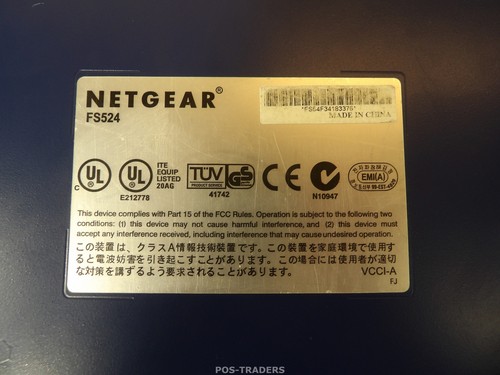 NETGEAR®
FS524
*FS54F34183376*
MADE IN CHINA
C UL
UL
E212778
ITE
EQUIP
LISTED
20AG
TÜV
PRODUCT SERVICE
41742
CE
N10947
EMI(A)
This device complies with Part 15 of the FCC Rules. Operation is subject to the following two
conditions: (1) this device may not cause harmful interference, and (2) this device must
accept any interference received, including interference that may cause undesired operation.
この装置は、クラスA情報技術装置です。この装置を家庭環境で使用す
ると電波妨害を引き起こすことがあります。この場合には使用者が適切
な対策を講ずるよう要求されることがあります。
VCCI-A
FJ
POS-TRADERS